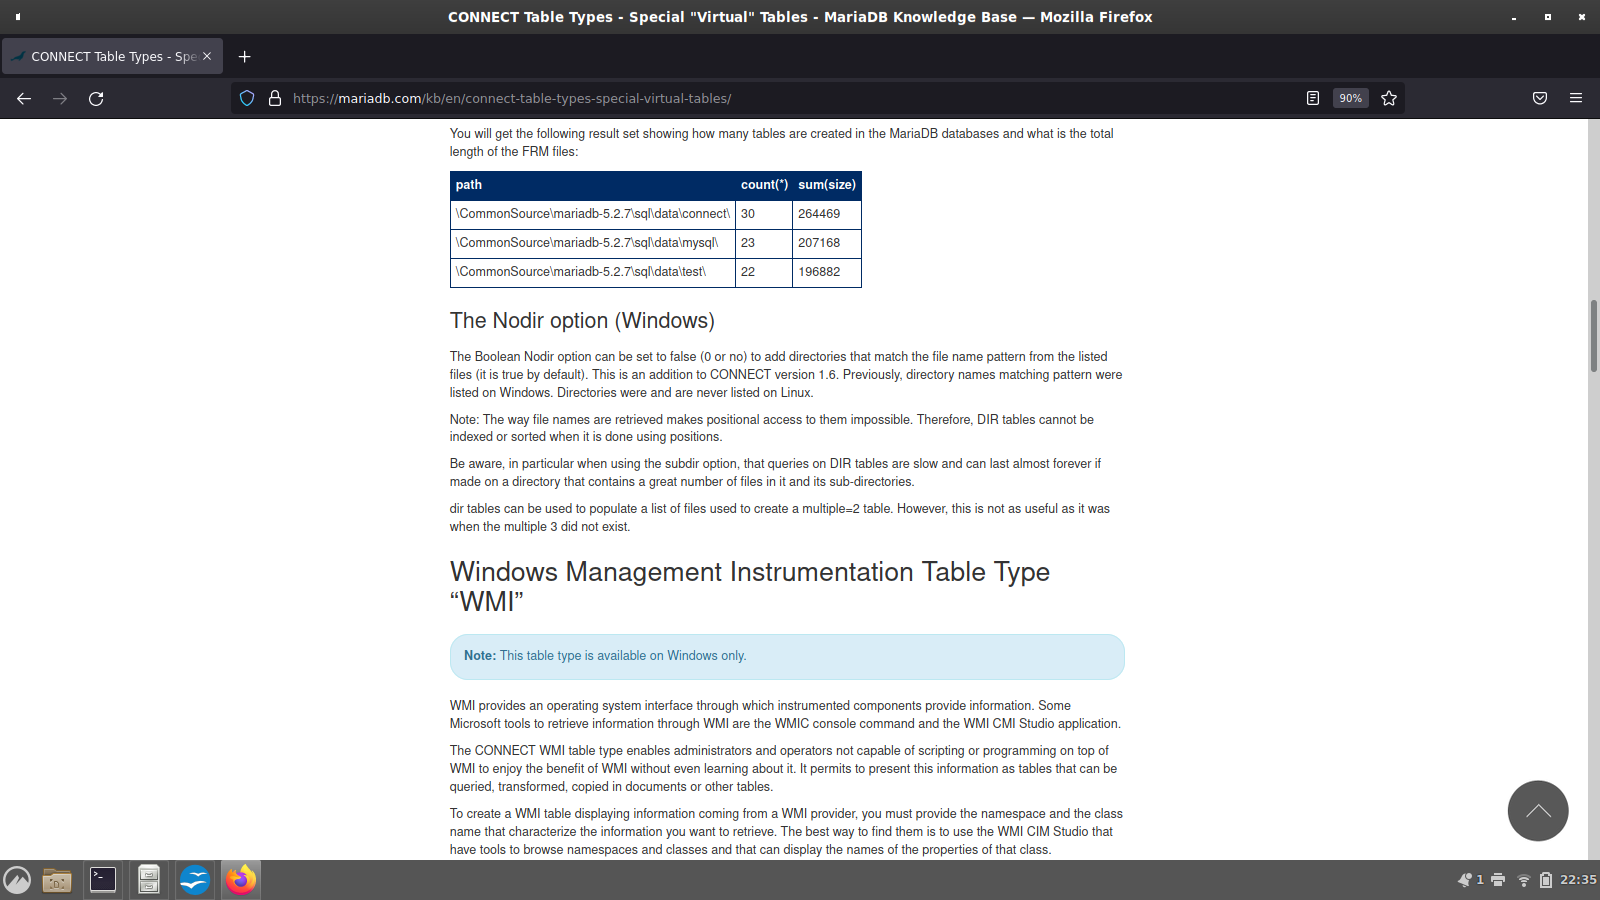 CONNECT Table Types - Special "Virtual" Tables - MariaDB Knowledge Base — Mozilla Firefox
CONNECT Table Types - Spe
https://mariadb.com/kb/en/connect-table-types-special-virtual-tables/
90%
You will get the following result set showing how many tables are created in the MariaDB databases and what is the total
length of the FRM files:
path count(*) sum(size)
\CommonSource\mariadb-5.2.7\sql\data\connect\ 30 264469
\CommonSource\mariadb-5.2.7\sql\data\mysql\ 23 207168
\CommonSource\mariadb-5.2.7\sql\data\test\ 22 196882
The Nodir option (Windows)
The Boolean Nodir option can be set to false (0 or no) to add directories that match the file name pattern from the listed
files (it is true by default). This is an addition to CONNECT version 1.6. Previously, directory names matching pattern were
listed on Windows. Directories were and are never listed on Linux.
Note: The way file names are retrieved makes positional access to them impossible. Therefore, DIR tables cannot be
indexed or sorted when it is done using positions.
Be aware, in particular when using the subdir option, that queries on DIR tables are slow and can last almost forever if
made on a directory that contains a great number of files in it and its sub-directories.
dir tables can be used to populate a list of files used to create a multiple=2 table. However, this is not as useful as it was
when the multiple 3 did not exist.
Windows Management Instrumentation Table Type
“WMI”
Note: This table type is available on Windows only.
WMI provides an operating system interface through which instrumented components provide information. Some
Microsoft tools to retrieve information through WMI are the WMIC console command and the WMI CMI Studio application.
The CONNECT WMI table type enables administrators and operators not capable of scripting or programming on top of
WMI to enjoy the benefit of WMI without even learning about it. It permits to present this information as tables that can be
queried, transformed, copied in documents or other tables.
To create a WMI table displaying information coming from a WMI provider, you must provide the namespace and the class
name that characterize the information you want to retrieve. The best way to find them is to use the WMI CIM Studio that
have tools to browse namespaces and classes and that can display the names of the properties of that class.
1
22:35